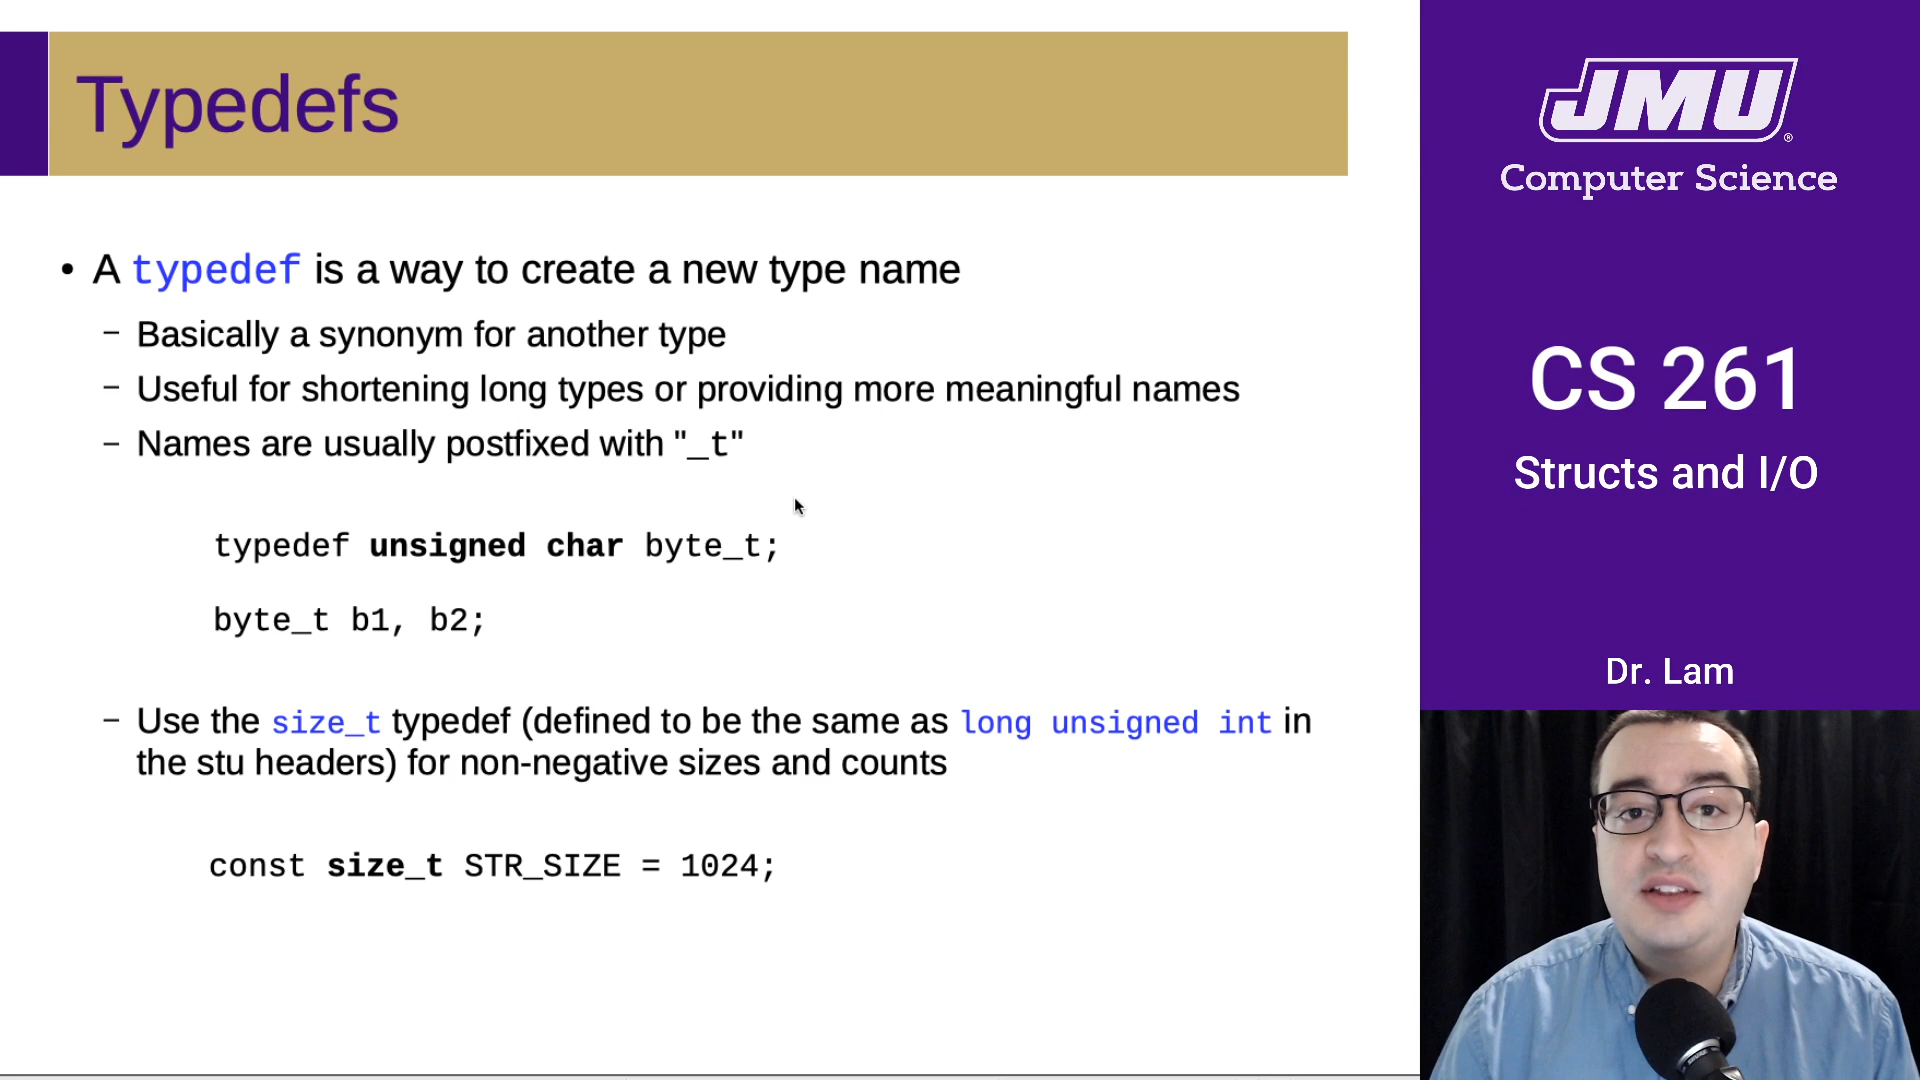 Typedefs
• A typedef is a way to create a new type name
– Basically a synonym for another type
– Useful for shortening long types or providing more meaningful names
– Names are usually postfixed with "_t"
typedef unsigned char byte_t;
byte_t b1, b2;
– Use the size_t typedef (defined to be the same as long unsigned int in
the stu headers) for non-negative sizes and counts
const size_t STR_SIZE = 1024;
JMU®
Computer Science
CS 261
Structs and I/O
Dr. Lam